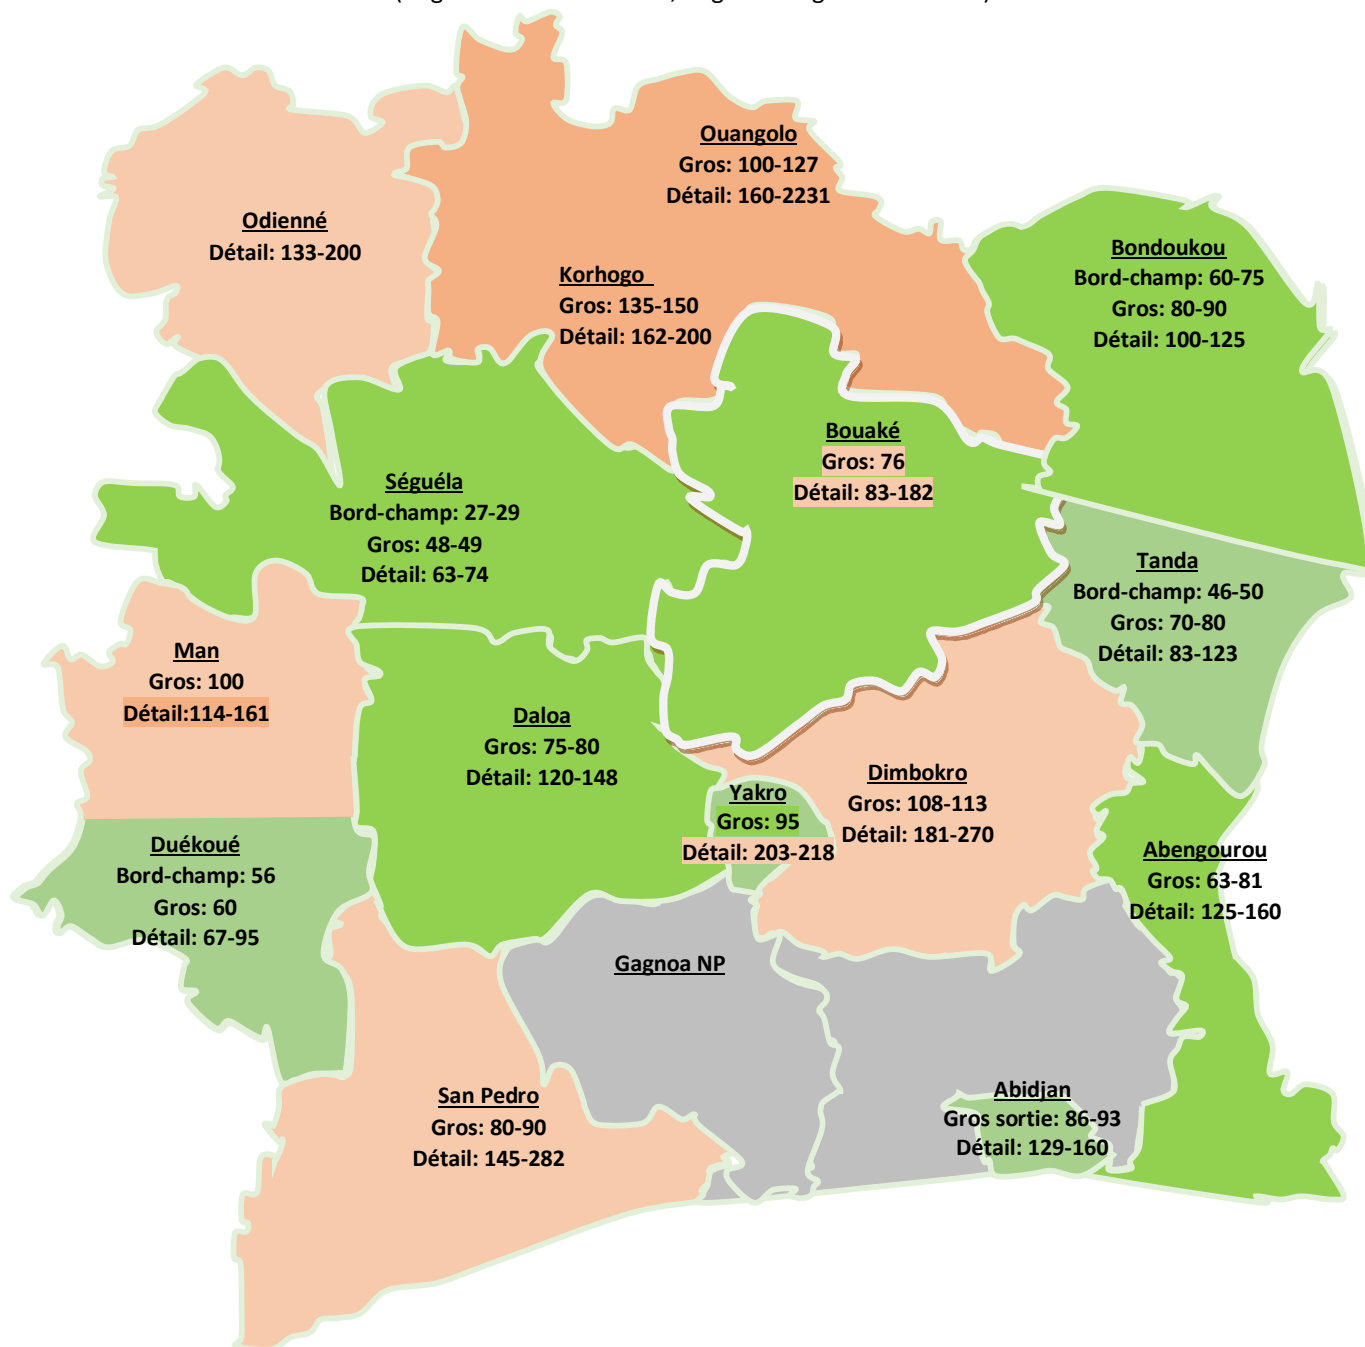 Ouangolo
Gros: 100-127
Détail: 160-2231
Odienné
Détail: 133-200
Korhogo
Gros: 135-150
Détail: 162-200
Bondoukou
Bord-champ: 60-75
Gros: 80-90
Détail: 100-125
Bouaké
Gros: 76
Détail: 83-182
Séguéla
Bord-champ: 27-29
Gros: 48-49
Détail: 63-74
Tanda
Bord-champ: 46-50
Gros: 70-80
Détail: 83-123
Man
Gros: 100
Détail:114-161
Daloa
Gros: 75-80
Détail: 120-148
Yakro
Gros: 95
Détail: 203-218
Dimbokro
Gros: 108-113
Détail: 181-270
Duékoué
Bord-champ: 56
Gros: 60
Détail: 67-95
Abengourou
Gros: 63-81
Détail: 125-160
Gagnoa NP
San Pedro
Gros: 80-90
Détail: 145-282
Abidjan
Gros sortie: 86-93
Détail: 129-160